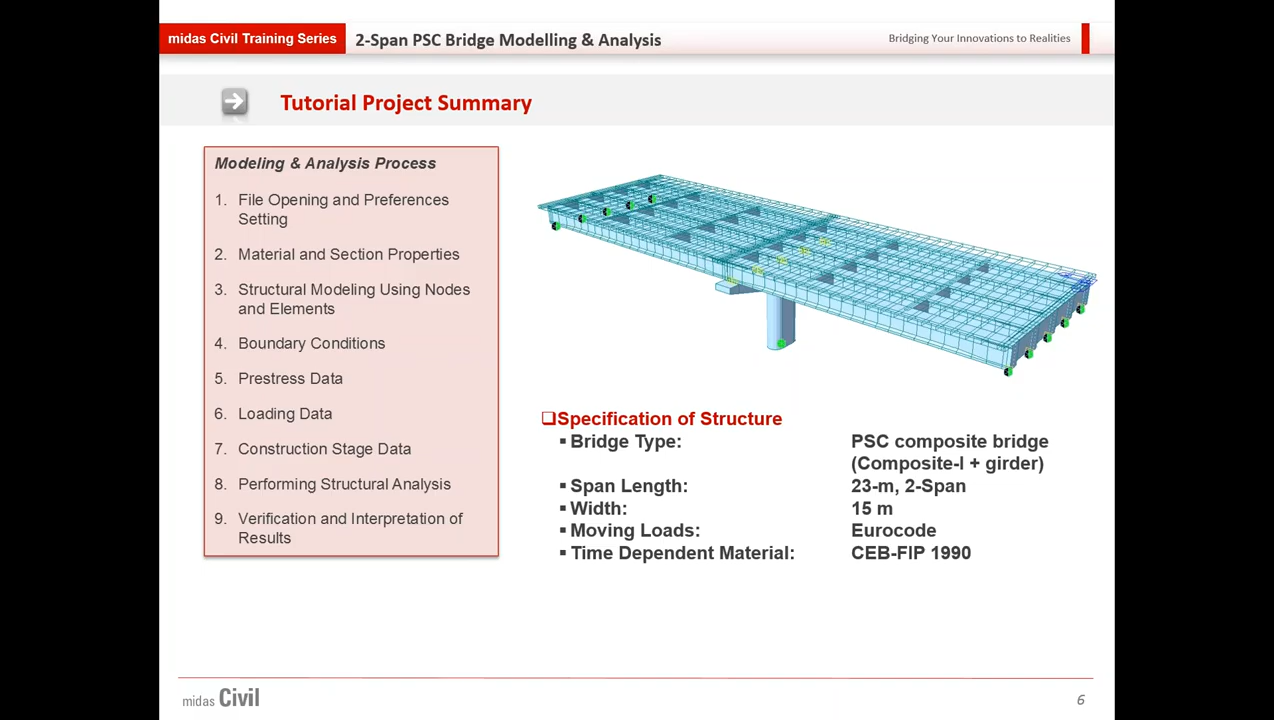 midas Civil Training Series
2-Span PSC Bridge Modelling & Analysis
Bridging Your Innovations to Realities
Tutorial Project Summary
Modeling & Analysis Process
1. File Opening and Preferences
Setting
2. Material and Section Properties
3. Structural Modeling Using Nodes
and Elements
4. Boundary Conditions
5. Prestress Data
6. Loading Data
7. Construction Stage Data
8. Performing Structural Analysis
9. Verification and Interpretation of
Results
❑Specification of Structure
▪ Bridge Type: PSC composite bridge
(Composite-I + girder)
▪ Span Length: 23-m, 2-Span
▪ Width: 15 m
▪ Moving Loads: Eurocode
▪ Time Dependent Material: CEB-FIP 1990
midas Civil
6